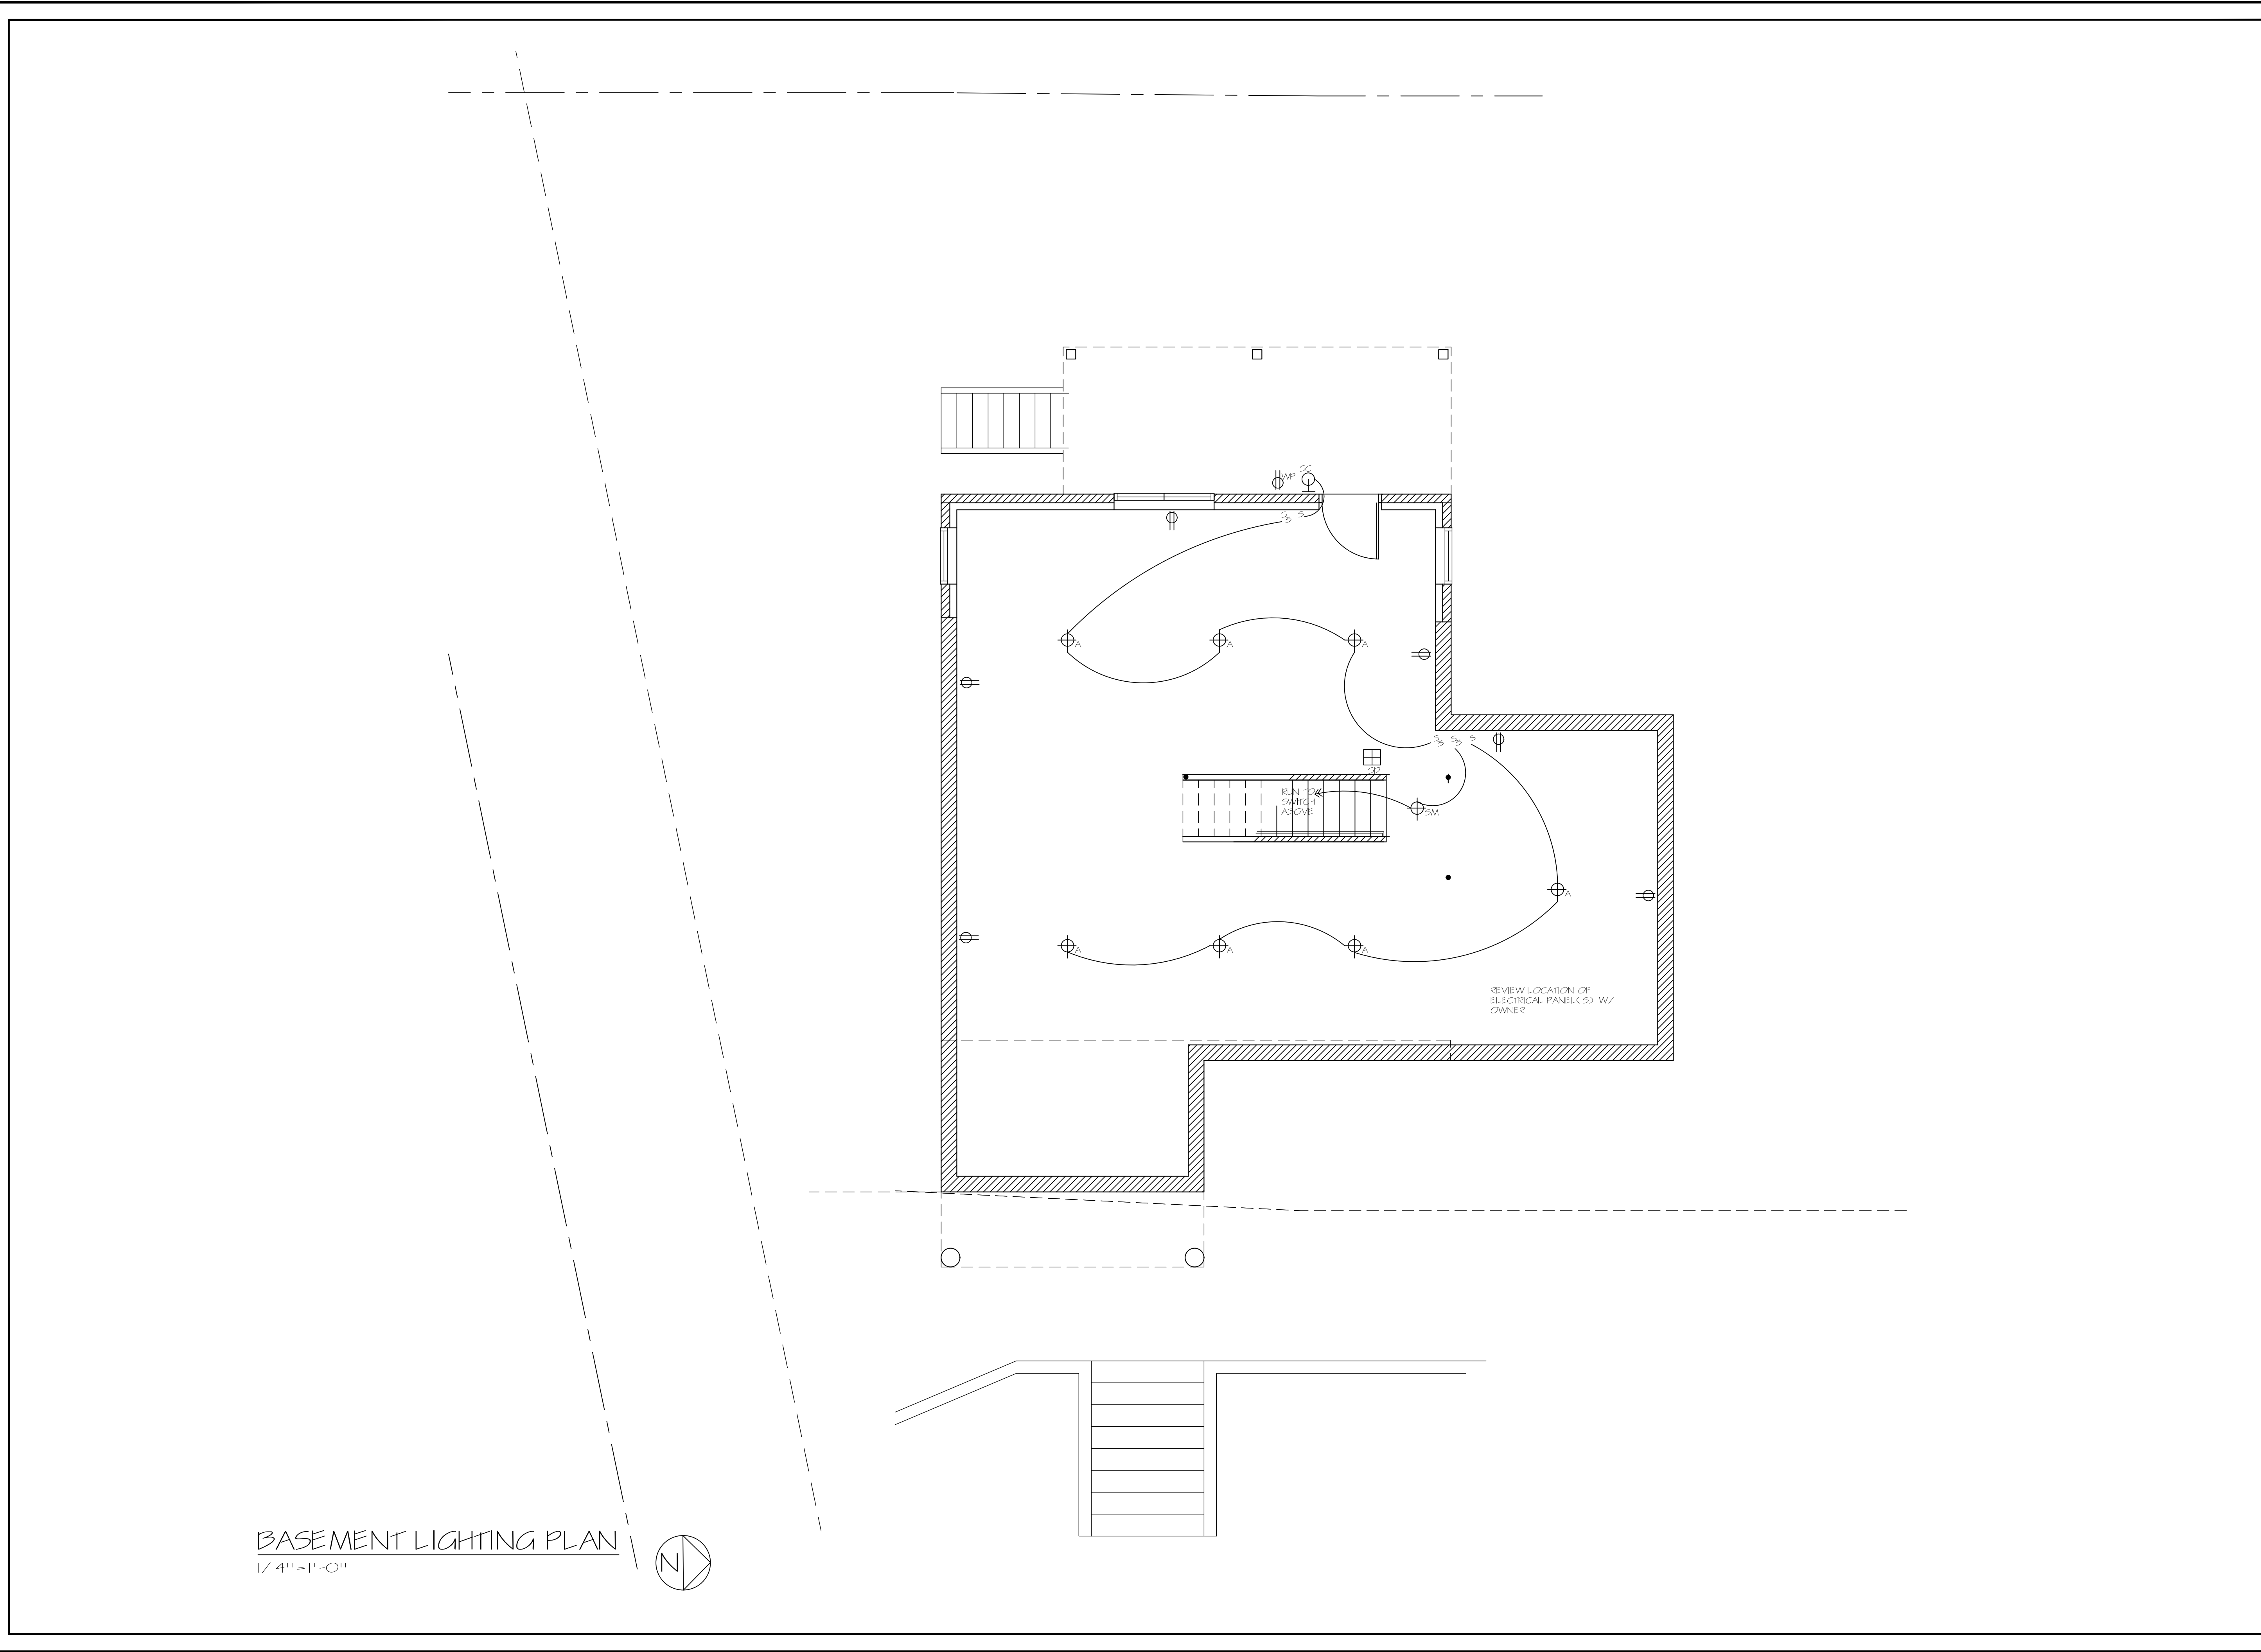 SC
WP
S3 S
A A A
S3 S3 S
SD
RUN TO
SWITCH
ABOVE
SM
A
A A A
REVIEW LOCATION OF
ELECTRICAL PANEL(S) W/
OWNER
BASEMENT LIGHTING PLAN
1/4"=1'-0"
N